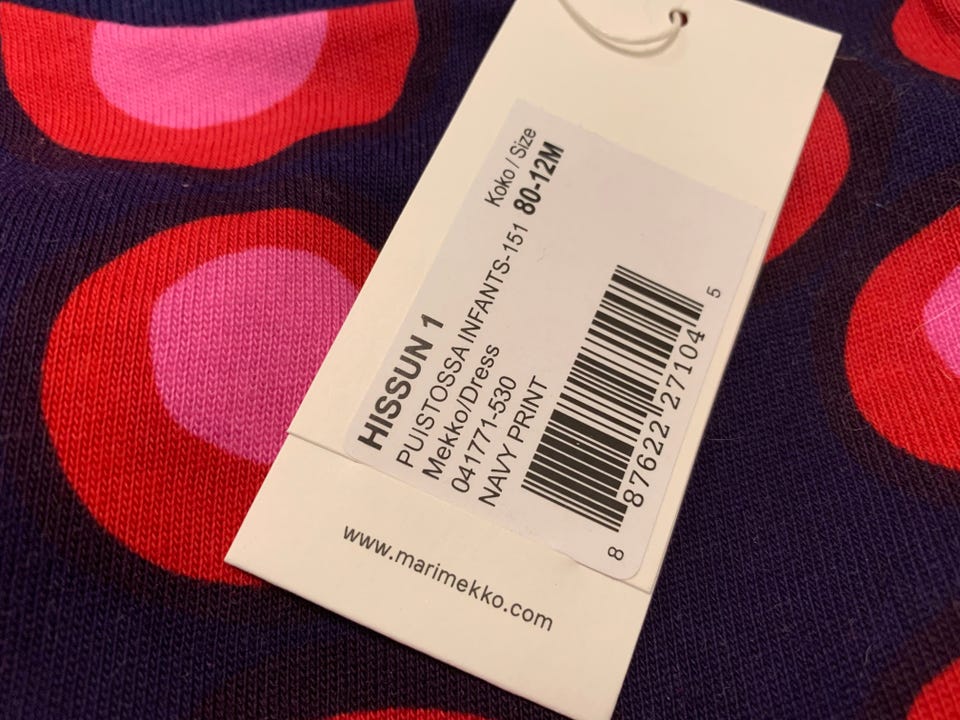 Koko / Size
HISSUN 1
PUISTOSSA INFANTS-151 80-12M
Mekko/Dress
041771-530
NAVY PRINT
8 87622 27104 5
www.marimekko.com